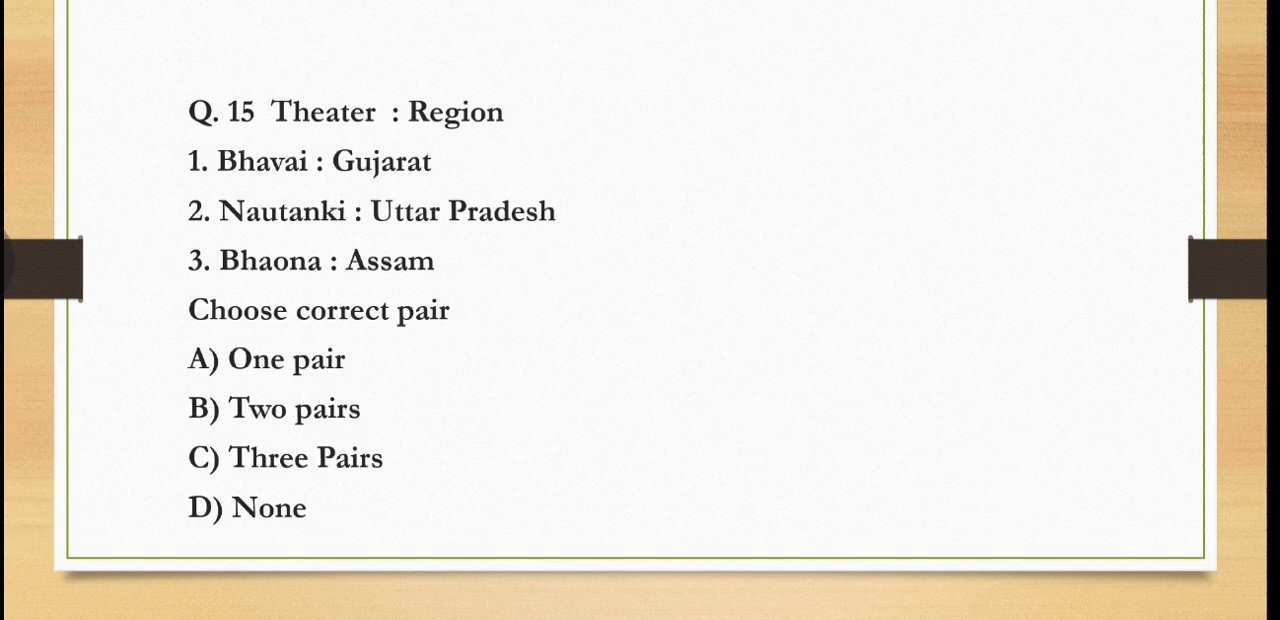 Q. 15 Theater : Region
1. Bhavai : Gujarat
2. Nautanki : Uttar Pradesh
3. Bhaona : Assam
Choose correct pair
A) One pair
B) Two pairs
C) Three Pairs
D) None